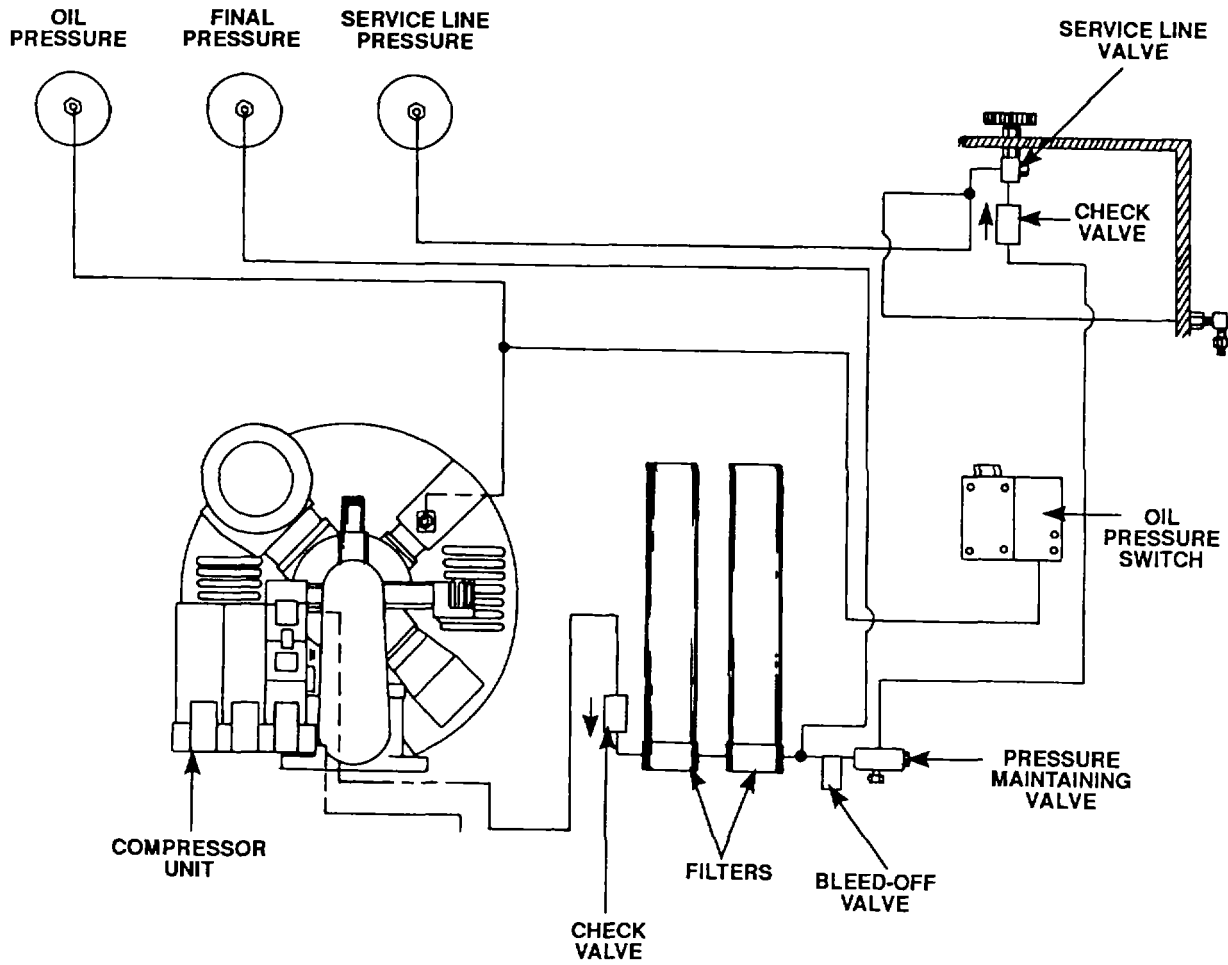 OIL
PRESSURE
FINAL
PRESSURE
SERVICE LINE
PRESSURE
SERVICE LINE
VALVE
CHECK
VALVE
OIL
PRESSURE
SWITCH
PRESSURE
MAINTAINING
VALVE
COMPRESSOR
UNIT
FILTERS
BLEED-OFF
VALVE
CHECK
VALVE